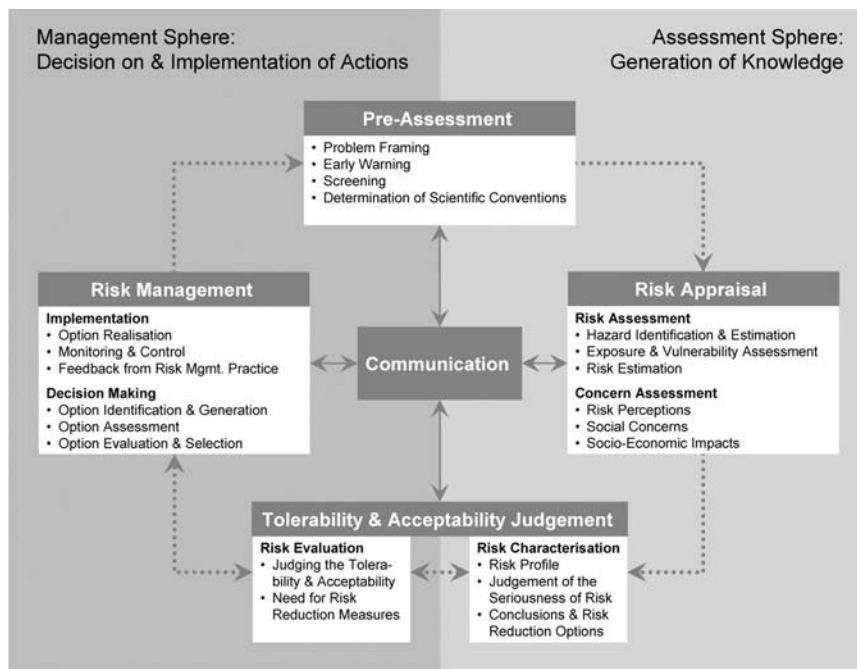 Management Sphere:
Decision on & Implementation of Actions
Assessment Sphere:
Generation of Knowledge
Pre-Assessment
• Problem Framing
• Early Warning
• Screening
• Determination of Scientific Conventions
Risk Management
Implementation
• Option Realisation
• Monitoring & Control
• Feedback from Risk Mgmt. Practice
Decision Making
• Option Identification & Generation
• Option Assessment
• Option Evaluation & Selection
Communication
Risk Appraisal
Risk Assessment
• Hazard Identification & Estimation
• Exposure & Vulnerability Assessment
• Risk Estimation
Concern Assessment
• Risk Perceptions
• Social Concerns
• Socio-Economic Impacts
Tolerability & Acceptability Judgement
Risk Evaluation
• Judging the Tolera-
bility & Acceptability
• Need for Risk
Reduction Measures
Risk Characterisation
• Risk Profile
• Judgement of the
Seriousness of Risk
• Conclusions & Risk
Reduction Options